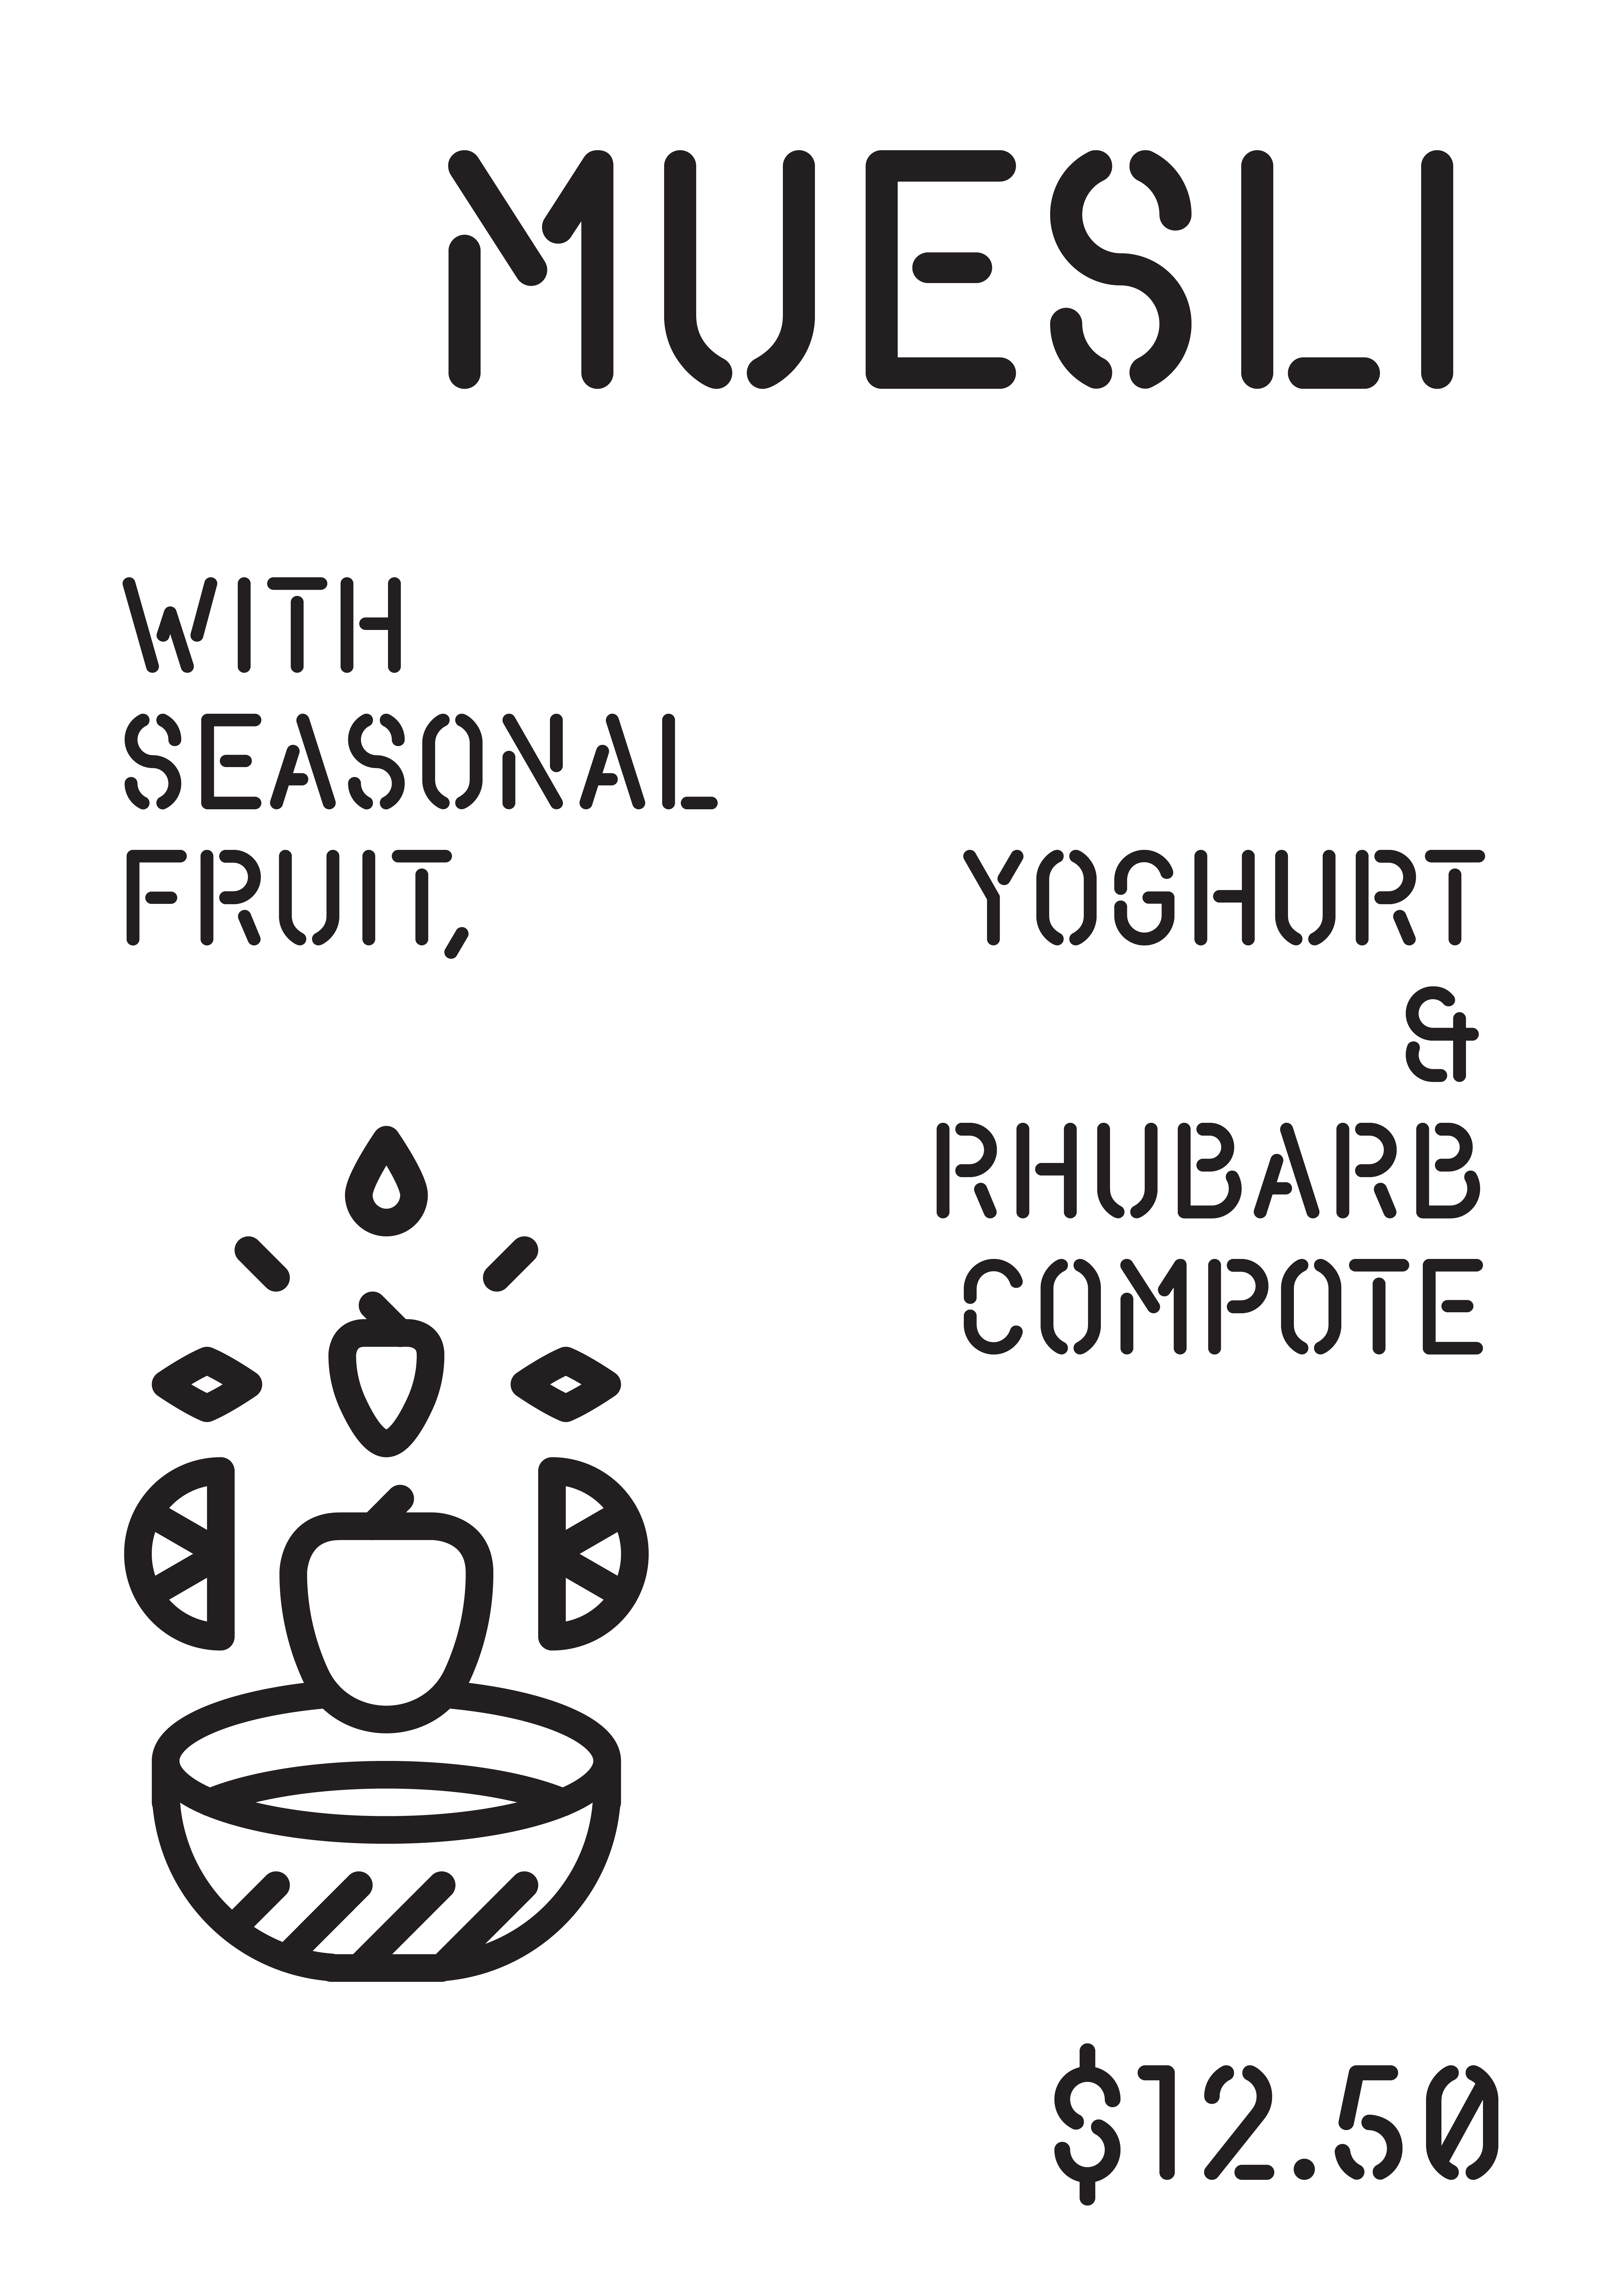 MUESLI
WITH
SEASONAL
FRUIT,
YOGHURT
&
RHUBARB
COMPOTE
$12.50